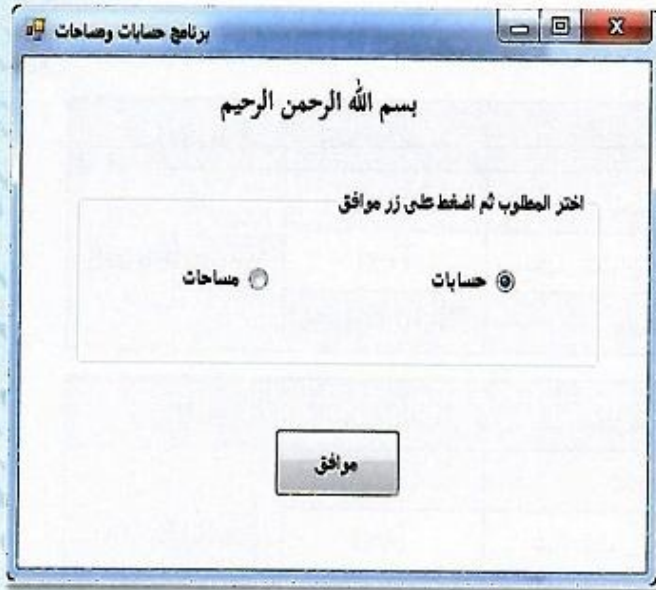 برنامج حسابات ومساحات
بسم الله الرحمن الرحيم
اختر المطلوب ثم اضغط على زر موافق
حسابات
مساحات
موافق